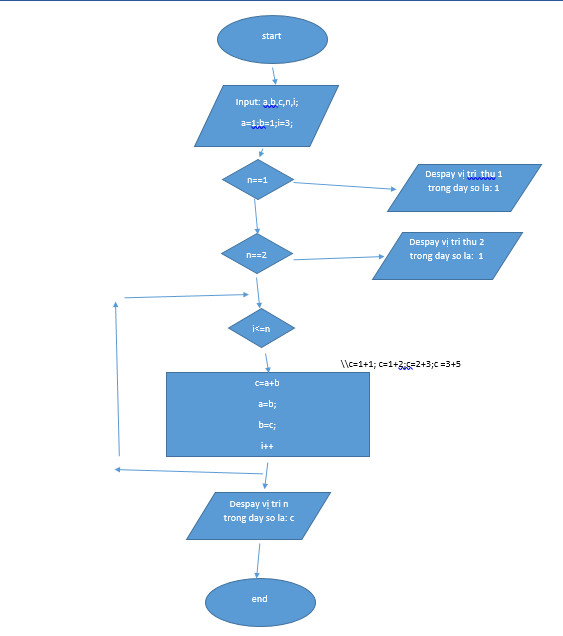 start
Input: a,b.c,n,i;
a=1;b=1;i=3;
n==1
Despay vị tri thu 1
trong day so la: 1
n==2
Despay vị tri thu 2
trong day so la: 1
i<=n
\\c=1+1; c=1+2;c=2+3;c =3+5
c=a+b
a=b;
b=c;
i++
Despay vị tri n
trong day so la: c
end